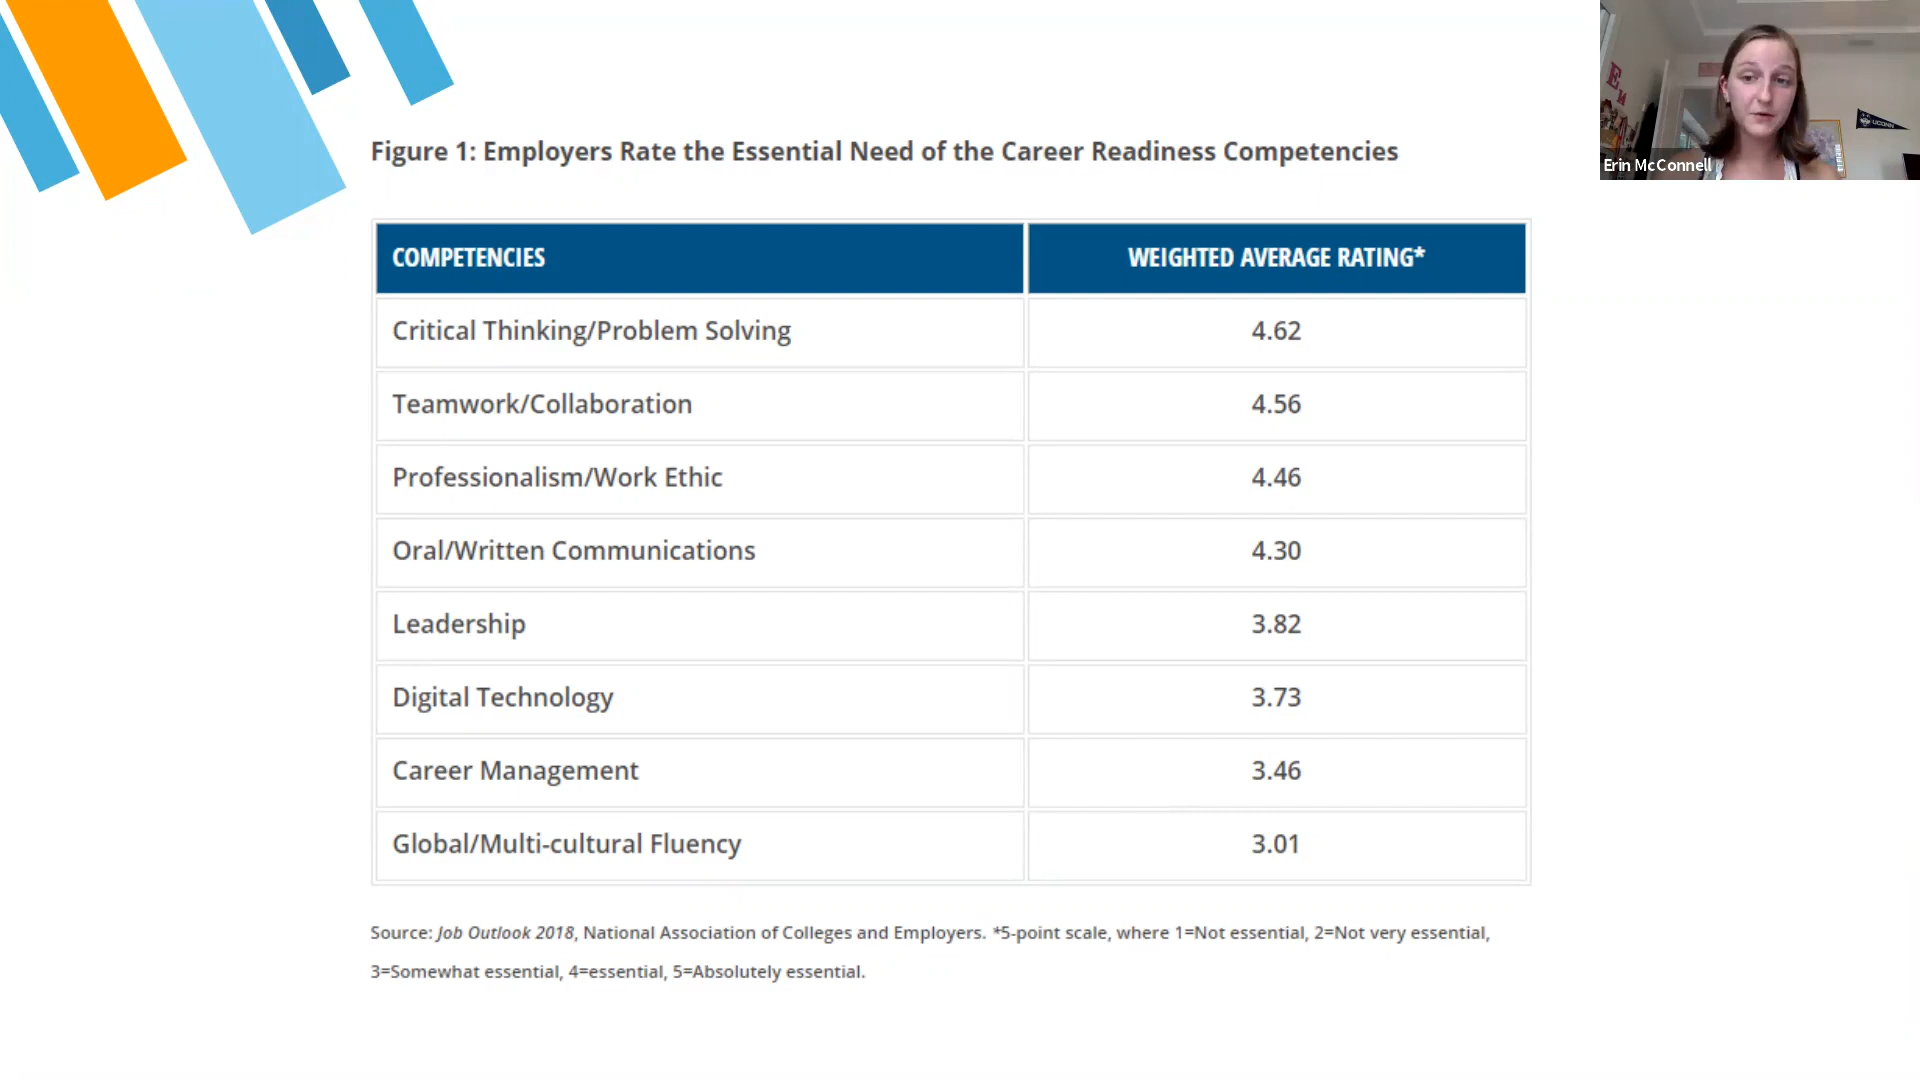 Figure 1: Employers Rate the Essential Need of the Career Readiness Competencies
COMPETENCIES WEIGHTED AVERAGE RATING*
Critical Thinking/Problem Solving 4.62
Teamwork/Collaboration 4.56
Professionalism/Work Ethic 4.46
Oral/Written Communications 4.30
Leadership 3.82
Digital Technology 3.73
Career Management 3.46
Global/Multi-cultural Fluency 3.01
Source: Job Outlook 2018, National Association of Colleges and Employers. *5-point scale, where 1=Not essential, 2=Not very essential,
3=Somewhat essential, 4=essential, 5=Absolutely essential.
E
M
UCONN
Erin McConnell